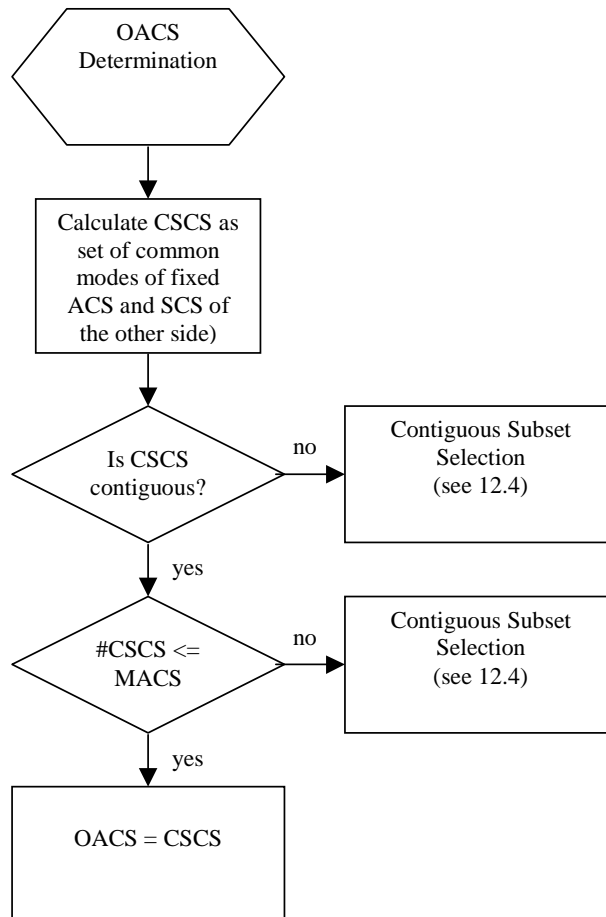 OACS
Determination
Calculate CSCS as
set of common
modes of fixed
ACS and SCS of
the other side)
Is CSCS
contiguous?
no
Contiguous Subset
Selection
(see 12.4)
yes
#CSCS <=
MACS
no
Contiguous Subset
Selection
(see 12.4)
yes
OACS = CSCS